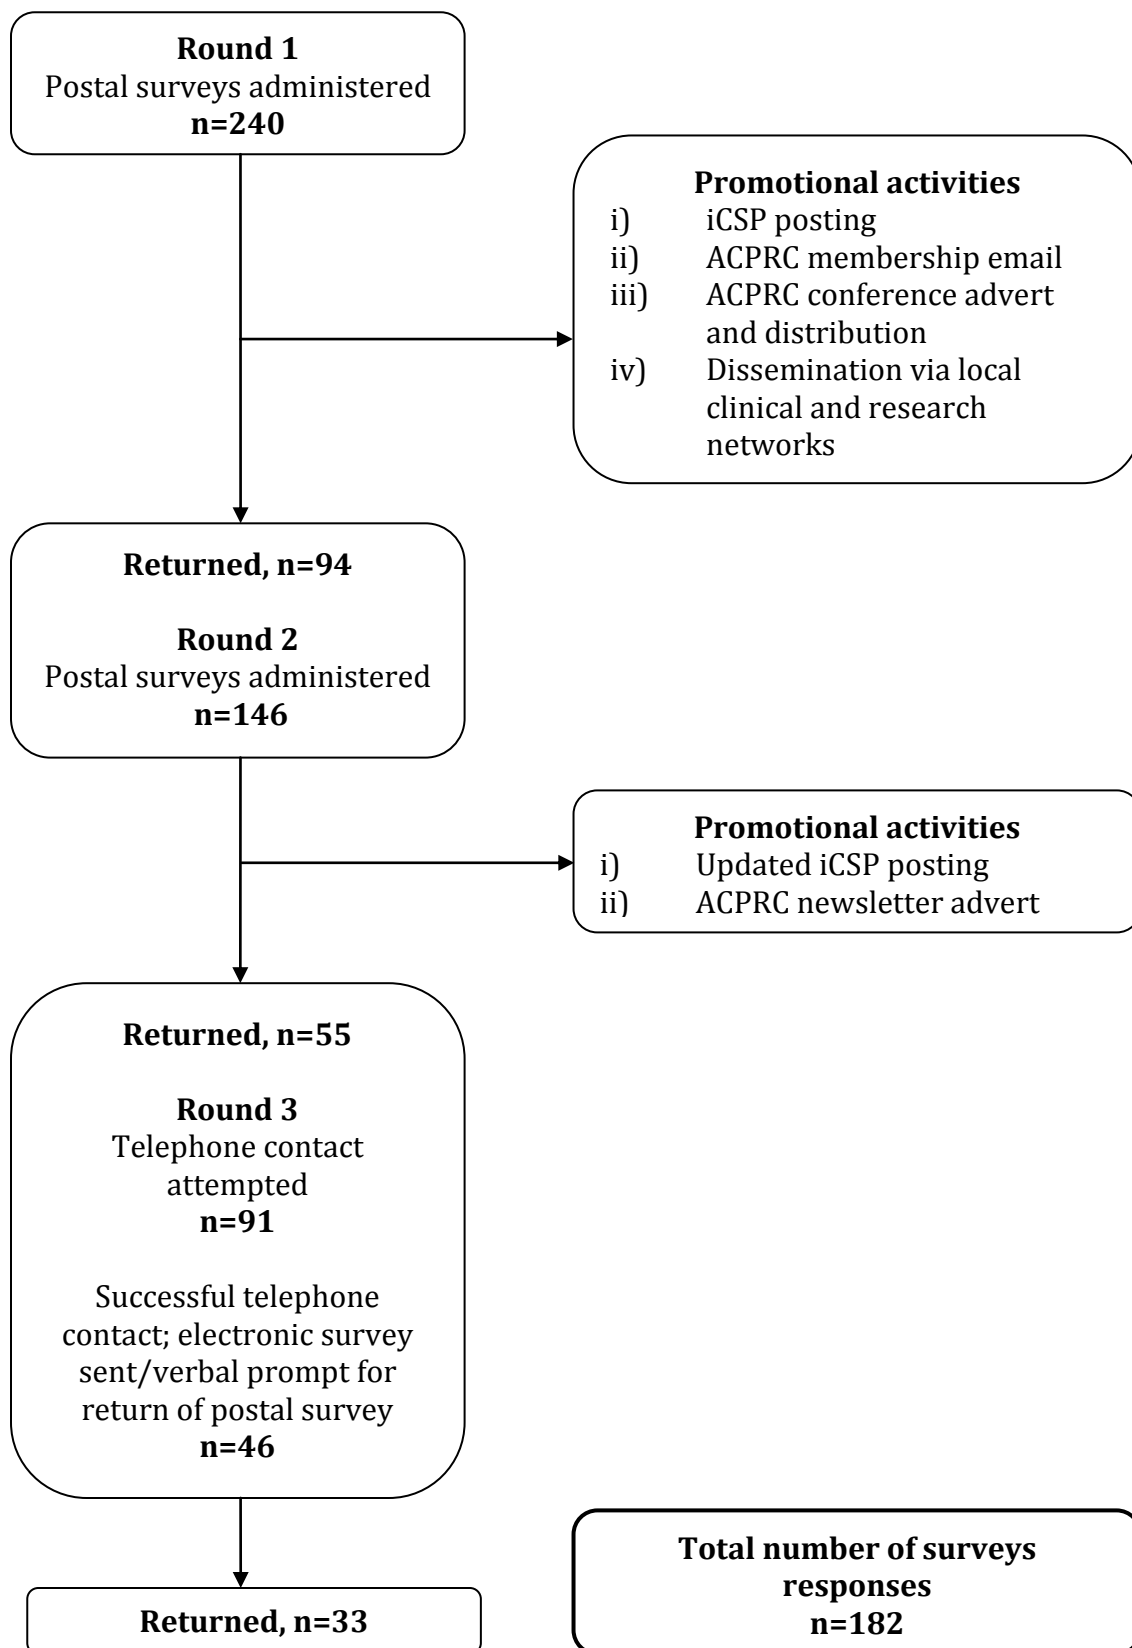 Round 1
Postal surveys administered
n=240
Promotional activities
i) iCSP posting
ii) ACPRC membership email
iii) ACPRC conference advert
and distribution
iv) Dissemination via local
clinical and research
networks
Returned, n=94
Round 2
Postal surveys administered
n=146
Promotional activities
i) Updated iCSP posting
ii) ACPRC newsletter advert
Returned, n=55
Round 3
Telephone contact
attempted
n=91
Successful telephone
contact; electronic survey
sent/verbal prompt for
return of postal survey
n=46
Total number of surveys
responses
n=182
Returned, n=33